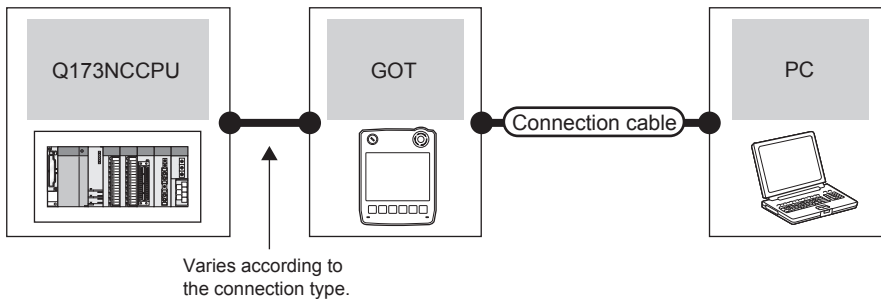 Q173NCCPU
GOT
PC
Connection cable
Varies according to
the connection type.